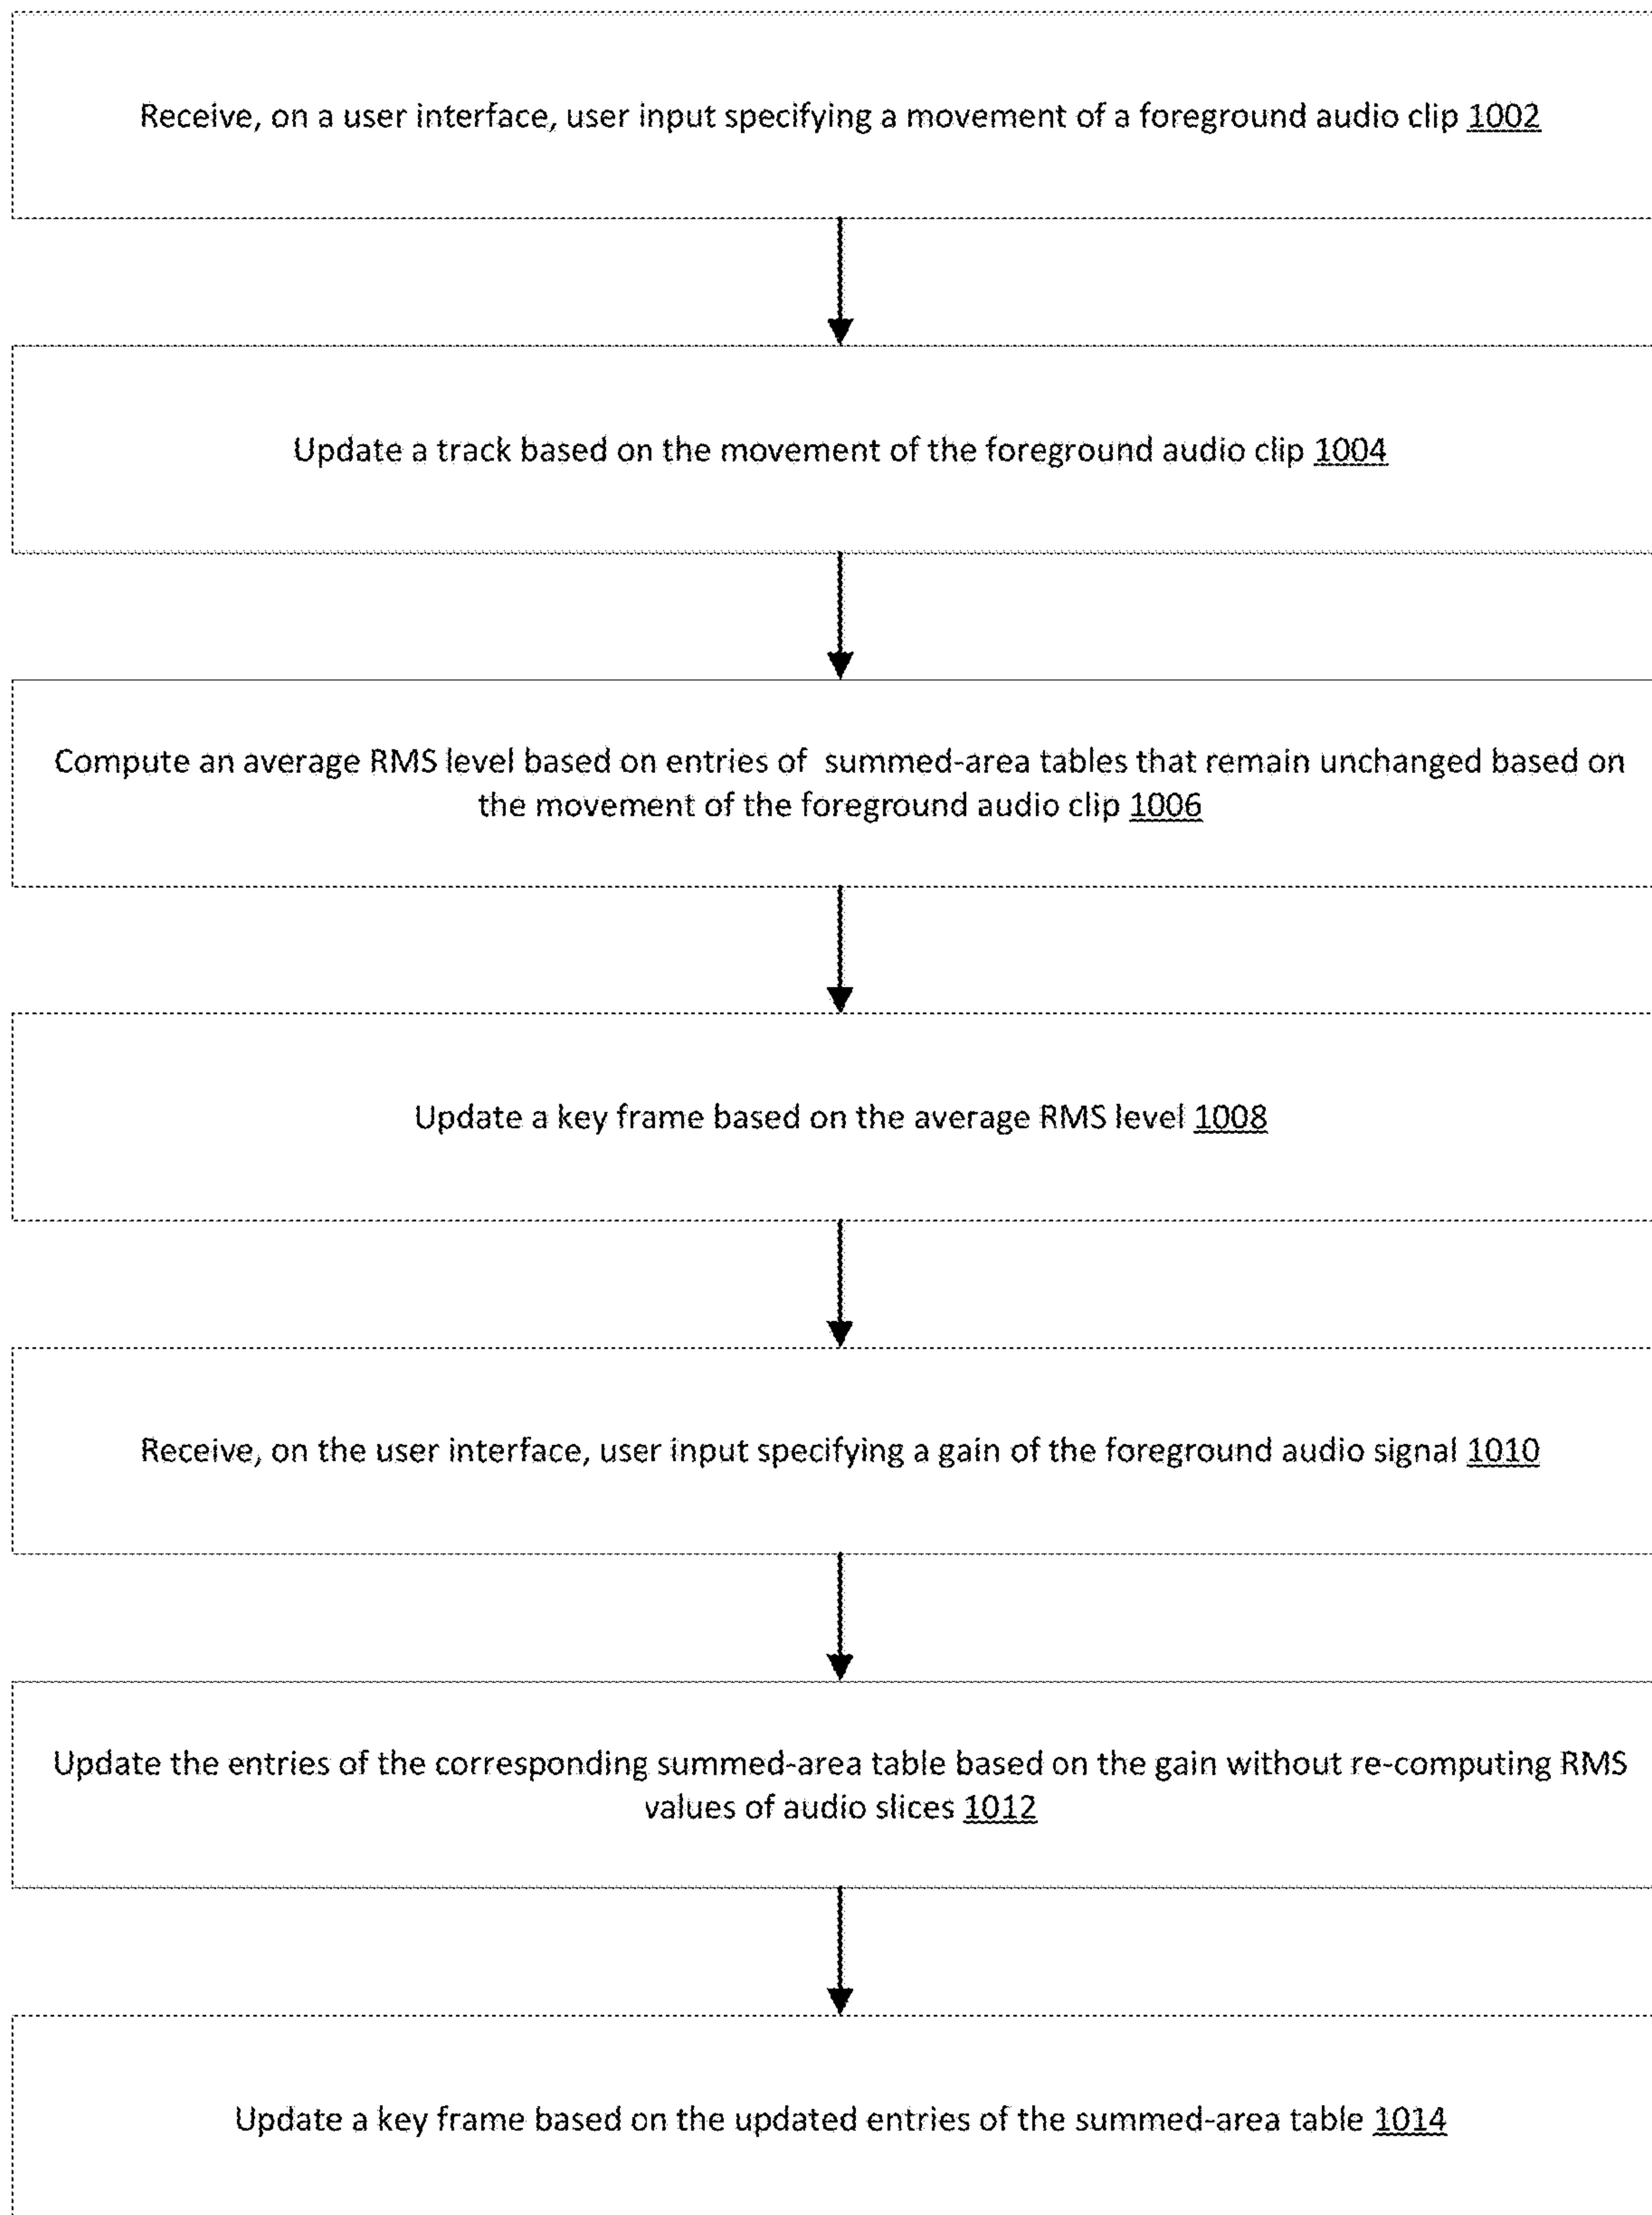 Receive, on a user interface, user input specifying a movement of a foreground audio clip 1002
Update a track based on the movement of the foreground audio clip 1004
Compute an average RMS level based on entries of  summed-area tables that remain unchanged based on
the movement of the foreground audio clip 1006
Update a key frame based on the average RMS level 1008
Receive, on the user interface, user input specifying a gain of the foreground audio signal 1010
Update the entries of the corresponding summed-area table based on the gain without re-computing RMS
values of audio slices 1012
Update a key frame based on the updated entries of the summed-area table 1014